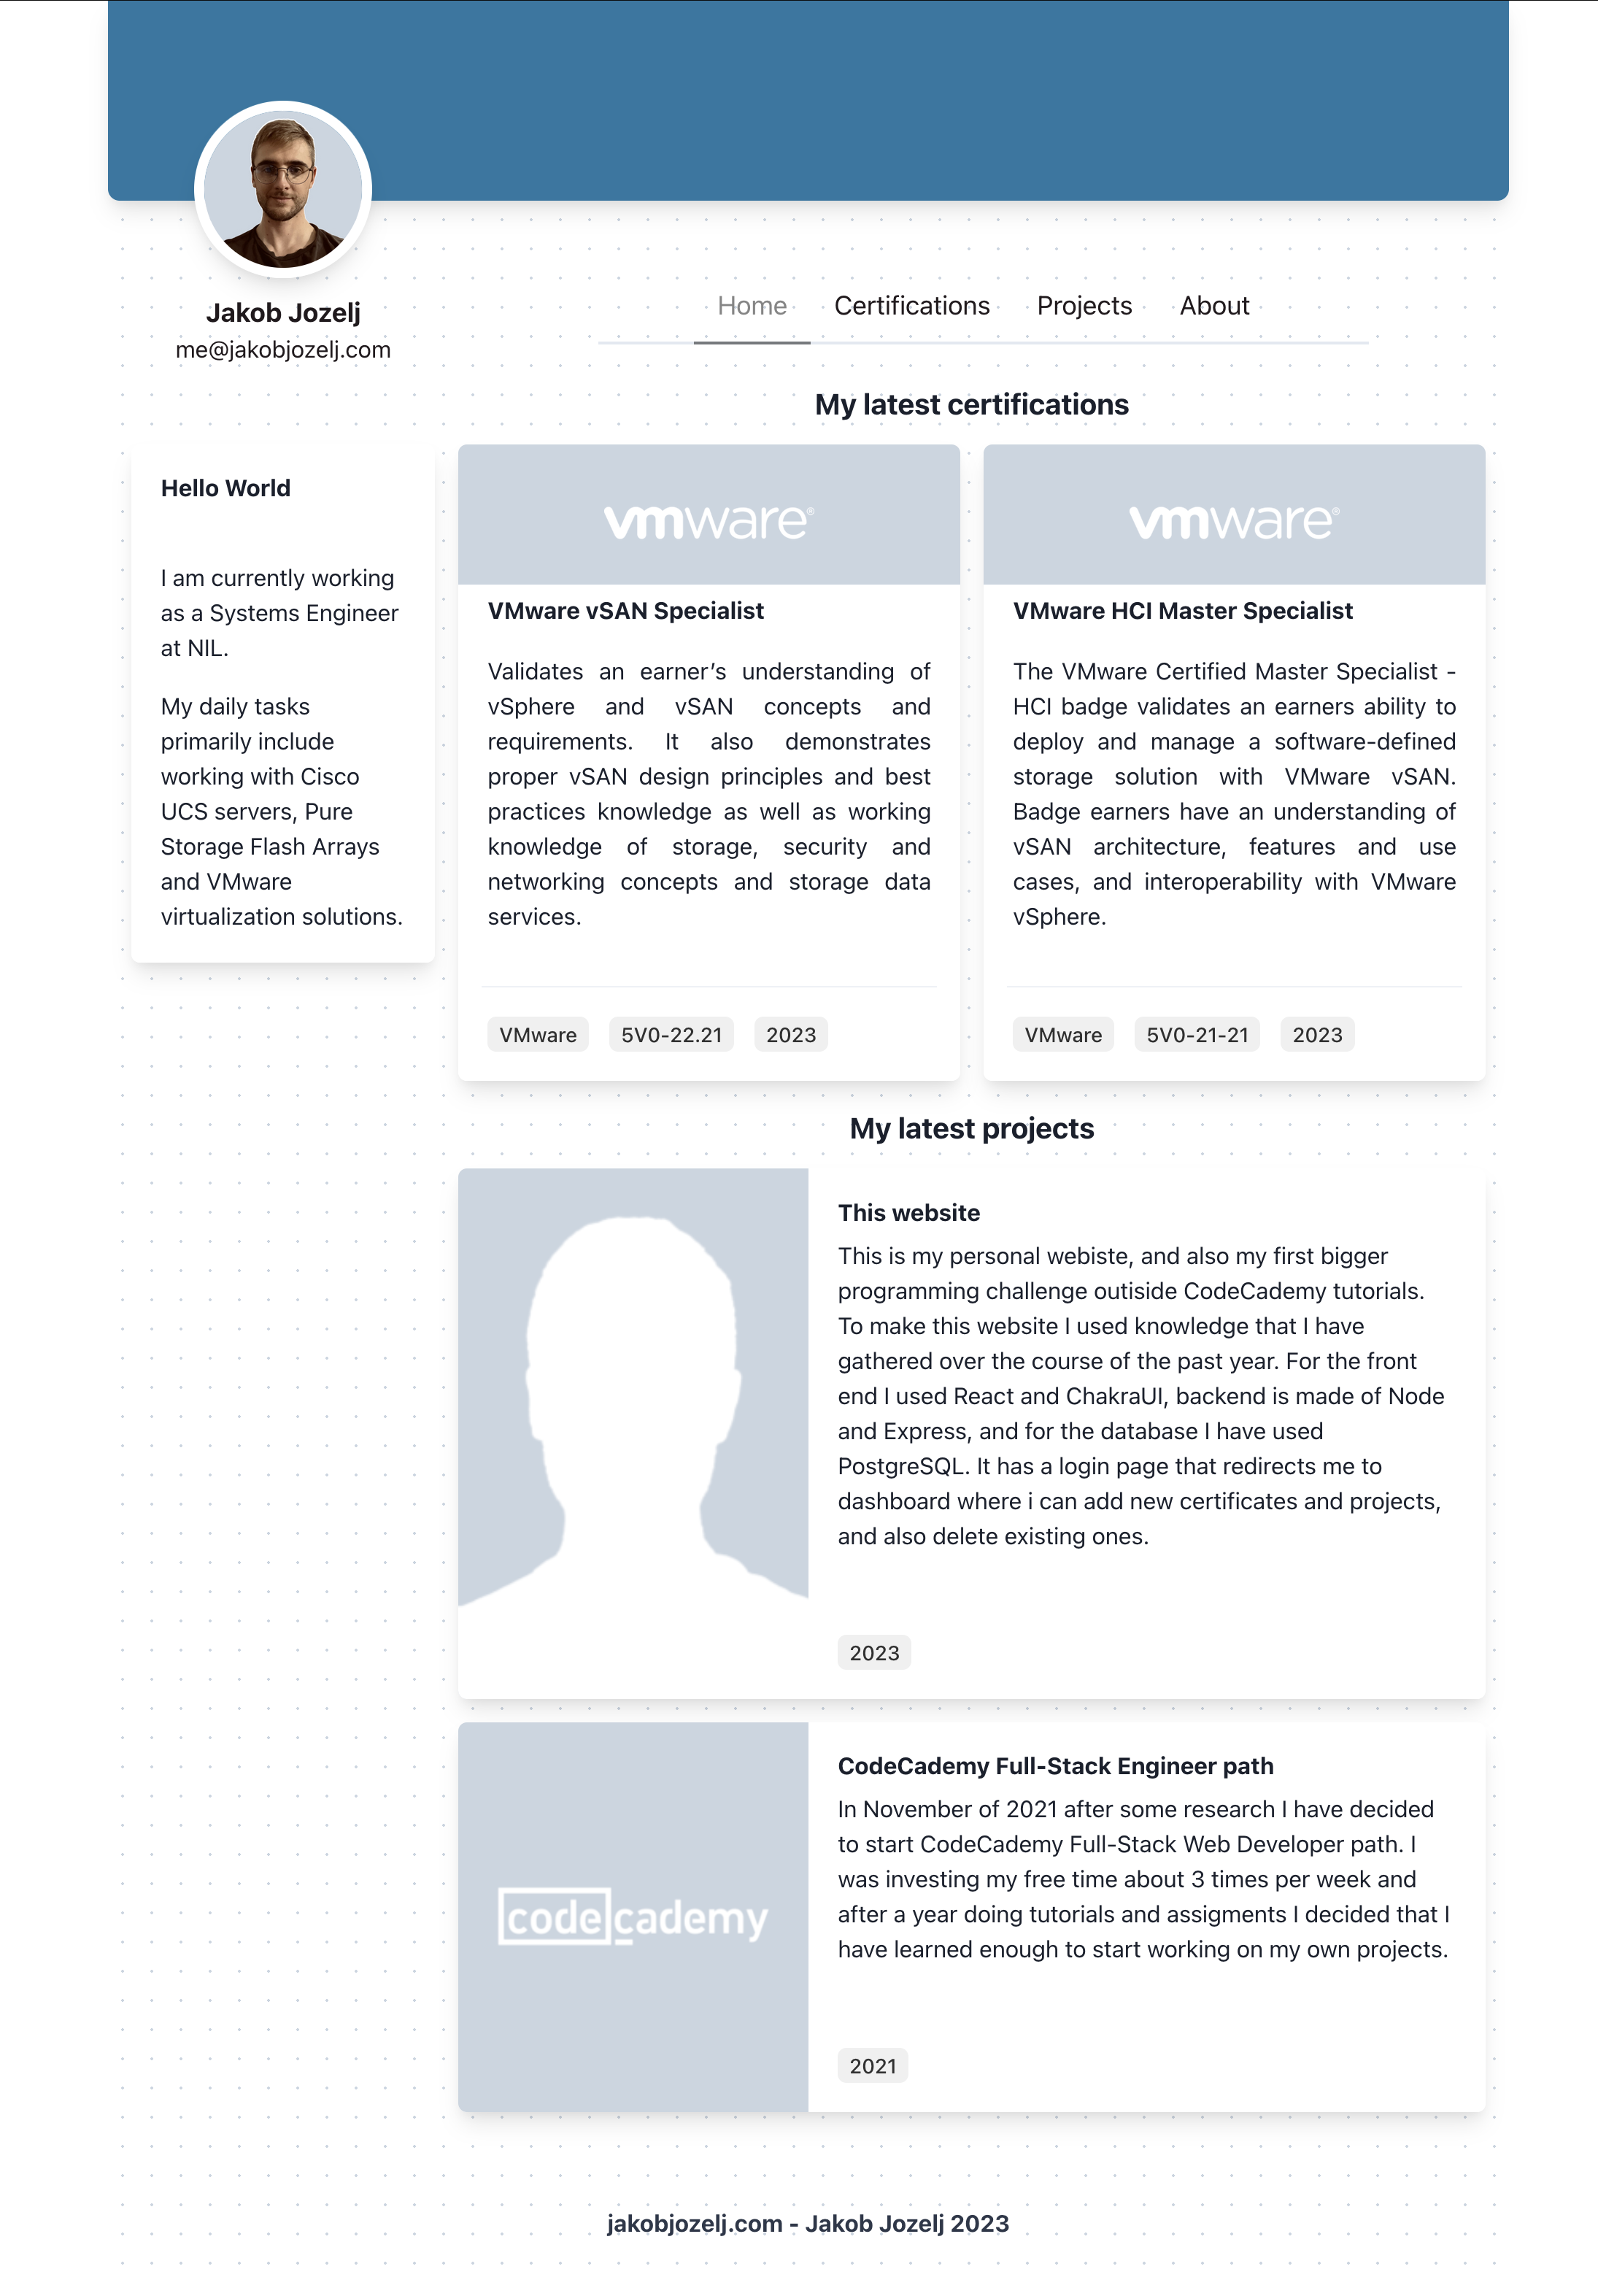 Jakob Jozelj
me@jakobjozelj.com
Home Certifications Projects About
My latest certifications
Hello World
I am currently working
as a Systems Engineer
at NIL.
My daily tasks
primarily include
working with Cisco
UCS servers, Pure
Storage Flash Arrays
and VMware
virtualization solutions.
vmware®
VMware vSAN Specialist
Validates an earner’s understanding of
vSphere and vSAN concepts and
requirements. It also demonstrates
proper vSAN design principles and best
practices knowledge as well as working
knowledge of storage, security and
networking concepts and storage data
services.
VMware 5V0-22.21 2023
vmware®
VMware HCI Master Specialist
The VMware Certified Master Specialist -
HCI badge validates an earners ability to
deploy and manage a software-defined
storage solution with VMware vSAN.
Badge earners have an understanding of
vSAN architecture, features and use
cases, and interoperability with VMware
vSphere.
VMware 5V0-21-21 2023
My latest projects
This website
This is my personal webiste, and also my first bigger
programming challenge outiside CodeCademy tutorials.
To make this website I used knowledge that I have
gathered over the course of the past year. For the front
end I used React and ChakraUI, backend is made of Node
and Express, and for the database I have used
PostgreSQL. It has a login page that redirects me to
dashboard where i can add new certificates and projects,
and also delete existing ones.
2023
codecademy
CodeCademy Full-Stack Engineer path
In November of 2021 after some research I have decided
to start CodeCademy Full-Stack Web Developer path. I
was investing my free time about 3 times per week and
after a year doing tutorials and assigments I decided that I
have learned enough to start working on my own projects.
2021
jakobjozelj.com - Jakob Jozelj 2023